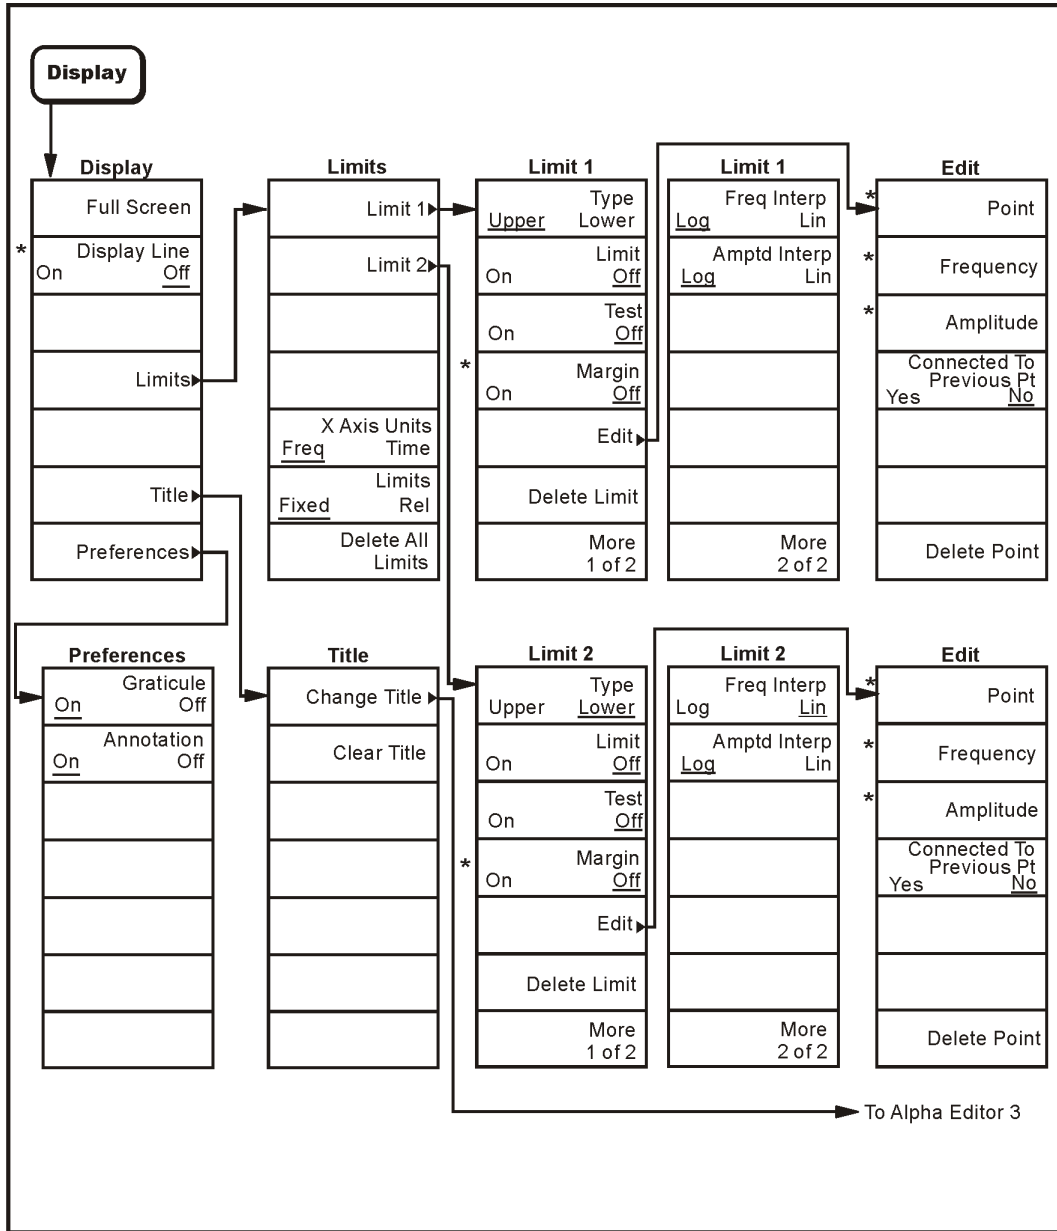 Display
Display
Full Screen
* Display Line
On Off
Limits
Title
Preferences
Limits
Limit 1
Limit 2
X Axis Units
Freq Time
Limits
Fixed Rel
Delete All
Limits
Limit 1
Type
Upper Lower
Limit
On Off
Test
On Off
* Margin
On Off
Edit
Delete Limit
More
1 of 2
Limit 1
Freq Interp
Log Lin
Amptd Interp
Log Lin
More
2 of 2
Edit
* Point
* Frequency
* Amplitude
Connected To
Previous Pt
Yes No
Delete Point
Preferences
Graticule
On Off
Annotation
On Off
Title
Change Title
Clear Title
Limit 2
Type
Upper Lower
Limit
On Off
Test
On Off
* Margin
On Off
Edit
Delete Limit
More
1 of 2
Limit 2
Freq Interp
Log Lin
Amptd Interp
Log Lin
More
2 of 2
Edit
* Point
* Frequency
* Amplitude
Connected To
Previous Pt
Yes No
Delete Point
To Alpha Editor 3